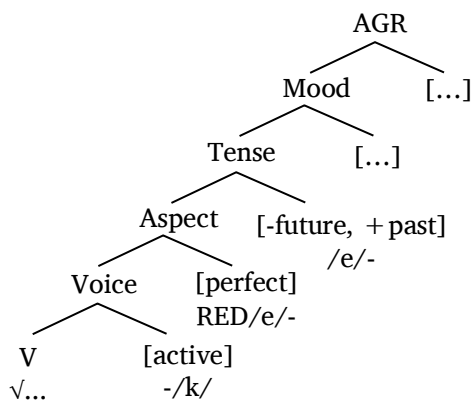 AGR
Mood […]
Tense […]
Aspect [-future, +past]
/e/-
Voice [perfect]
RED/e/-
V [active]
√... -/k/